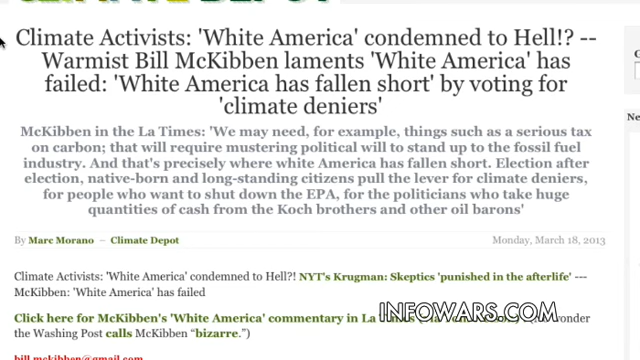 Climate Activists: 'White America' condemned to Hell!? --
Warmist Bill McKibben laments 'White America' has
failed: 'White America has fallen short' by voting for
'climate deniers'
McKibben in the La Times: 'We may need, for example, things such as a serious tax
on carbon; that will require mustering political will to stand up to the fossil fuel
industry. And that's precisely where white America has fallen short. Election after
election, native-born and long-standing citizens pull the lever for climate deniers,
for people who want to shut down the EPA, for the politicians who take huge
quantities of cash from the Koch brothers and other oil barons'
By Marc Morano – Climate Depot
Monday, March 18, 2013
Climate Activists: 'White America' condemned to Hell?! NYT's Krugman: Skeptics 'punished in the afterlife' ---
McKibben: 'White America' has failed
Click here for McKibben's 'White America' commentary in La
the Washington Post calls McKibben “bizarre.”)
bill.mckibben@gmail.com
INFOWARS.COM
Ne